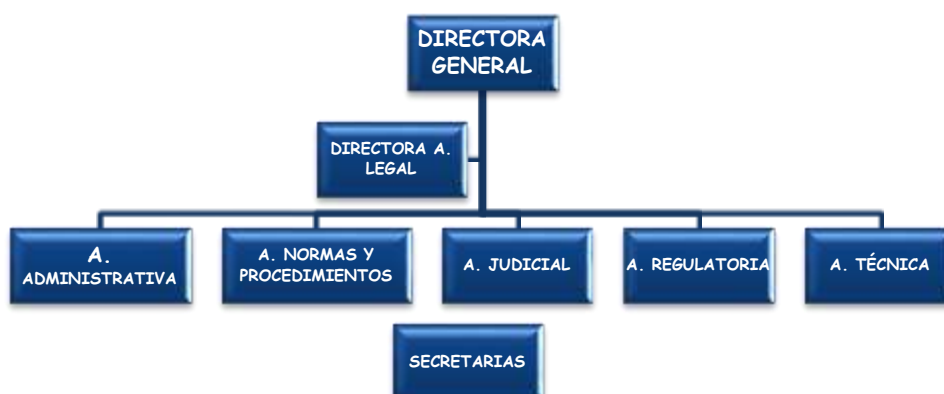 DIRECTORA
GENERAL
DIRECTORA A.
LEGAL
A.
ADMINISTRATIVA
A. NORMAS Y
PROCEDIMIENTOS
A. JUDICIAL
A. REGULATORIA
A. TÉCNICA
SECRETARIAS